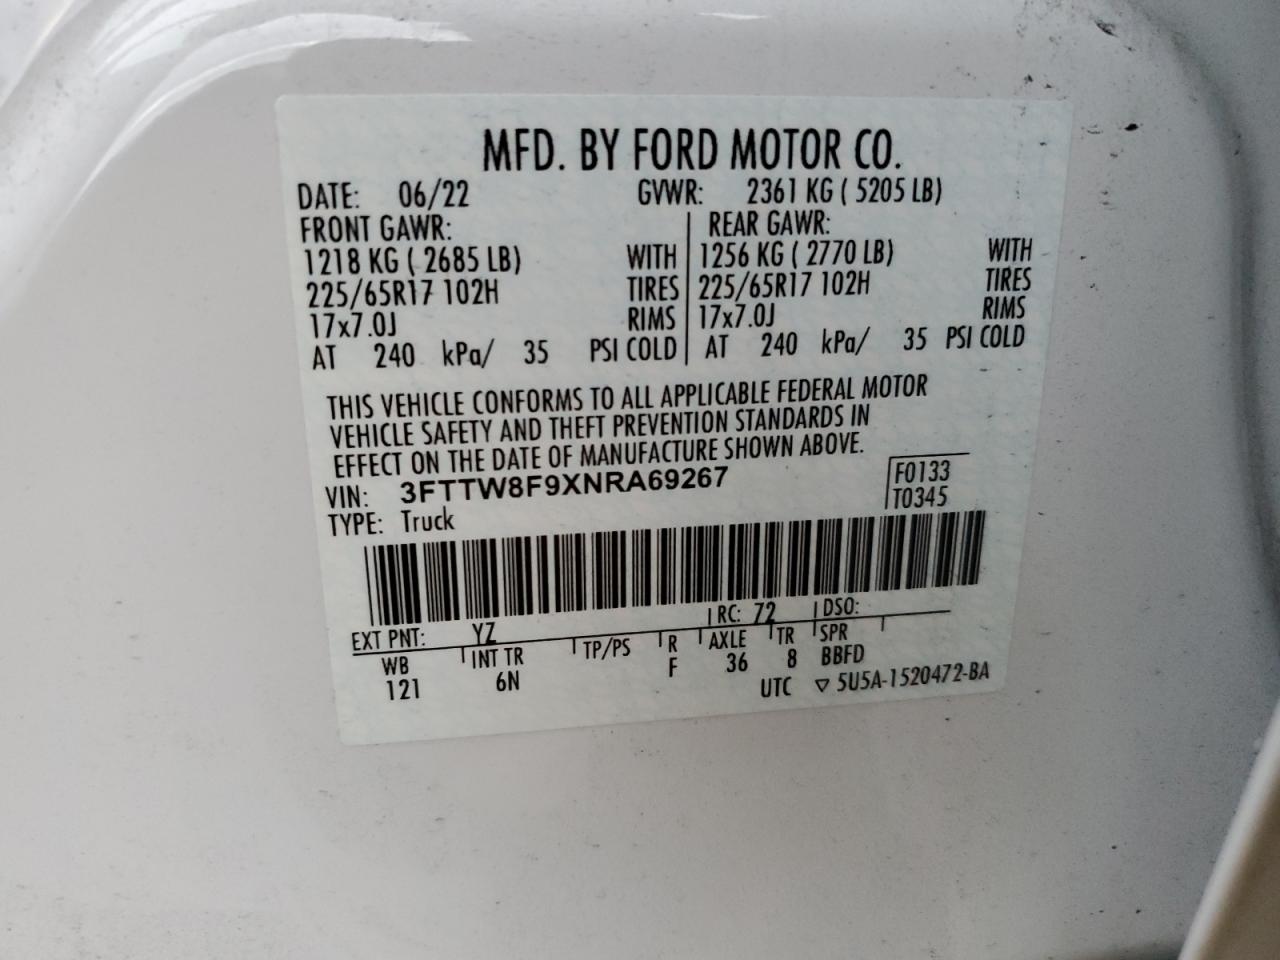 MFD. BY FORD MOTOR CO.
DATE: 06/22 GVWR: 2361 KG ( 5205 LB)
FRONT GAWR: REAR GAWR:
1218 KG ( 2685 LB) WITH 1256 KG ( 2770 LB) WITH
225/65R17 102H TIRES 225/65R17 102H TIRES
17x7.0J RIMS 17x7.0J RIMS
AT 240 kPa/ 35 PSI COLD AT 240 kPa/ 35 PSI COLD
THIS VEHICLE CONFORMS TO ALL APPLICABLE FEDERAL MOTOR
VEHICLE SAFETY AND THEFT PREVENTION STANDARDS IN
EFFECT ON THE DATE OF MANUFACTURE SHOWN ABOVE.
VIN: 3FTTW8F9XNRA69267 F0133
TYPE: Truck T0345
EXT PNT: YZ RC: 72 DSO:
WB INT TR TP/PS R AXLE TR SPR
121 6N F 36 8 BBFD
UTC ▽ 5U5A-1520472-BA